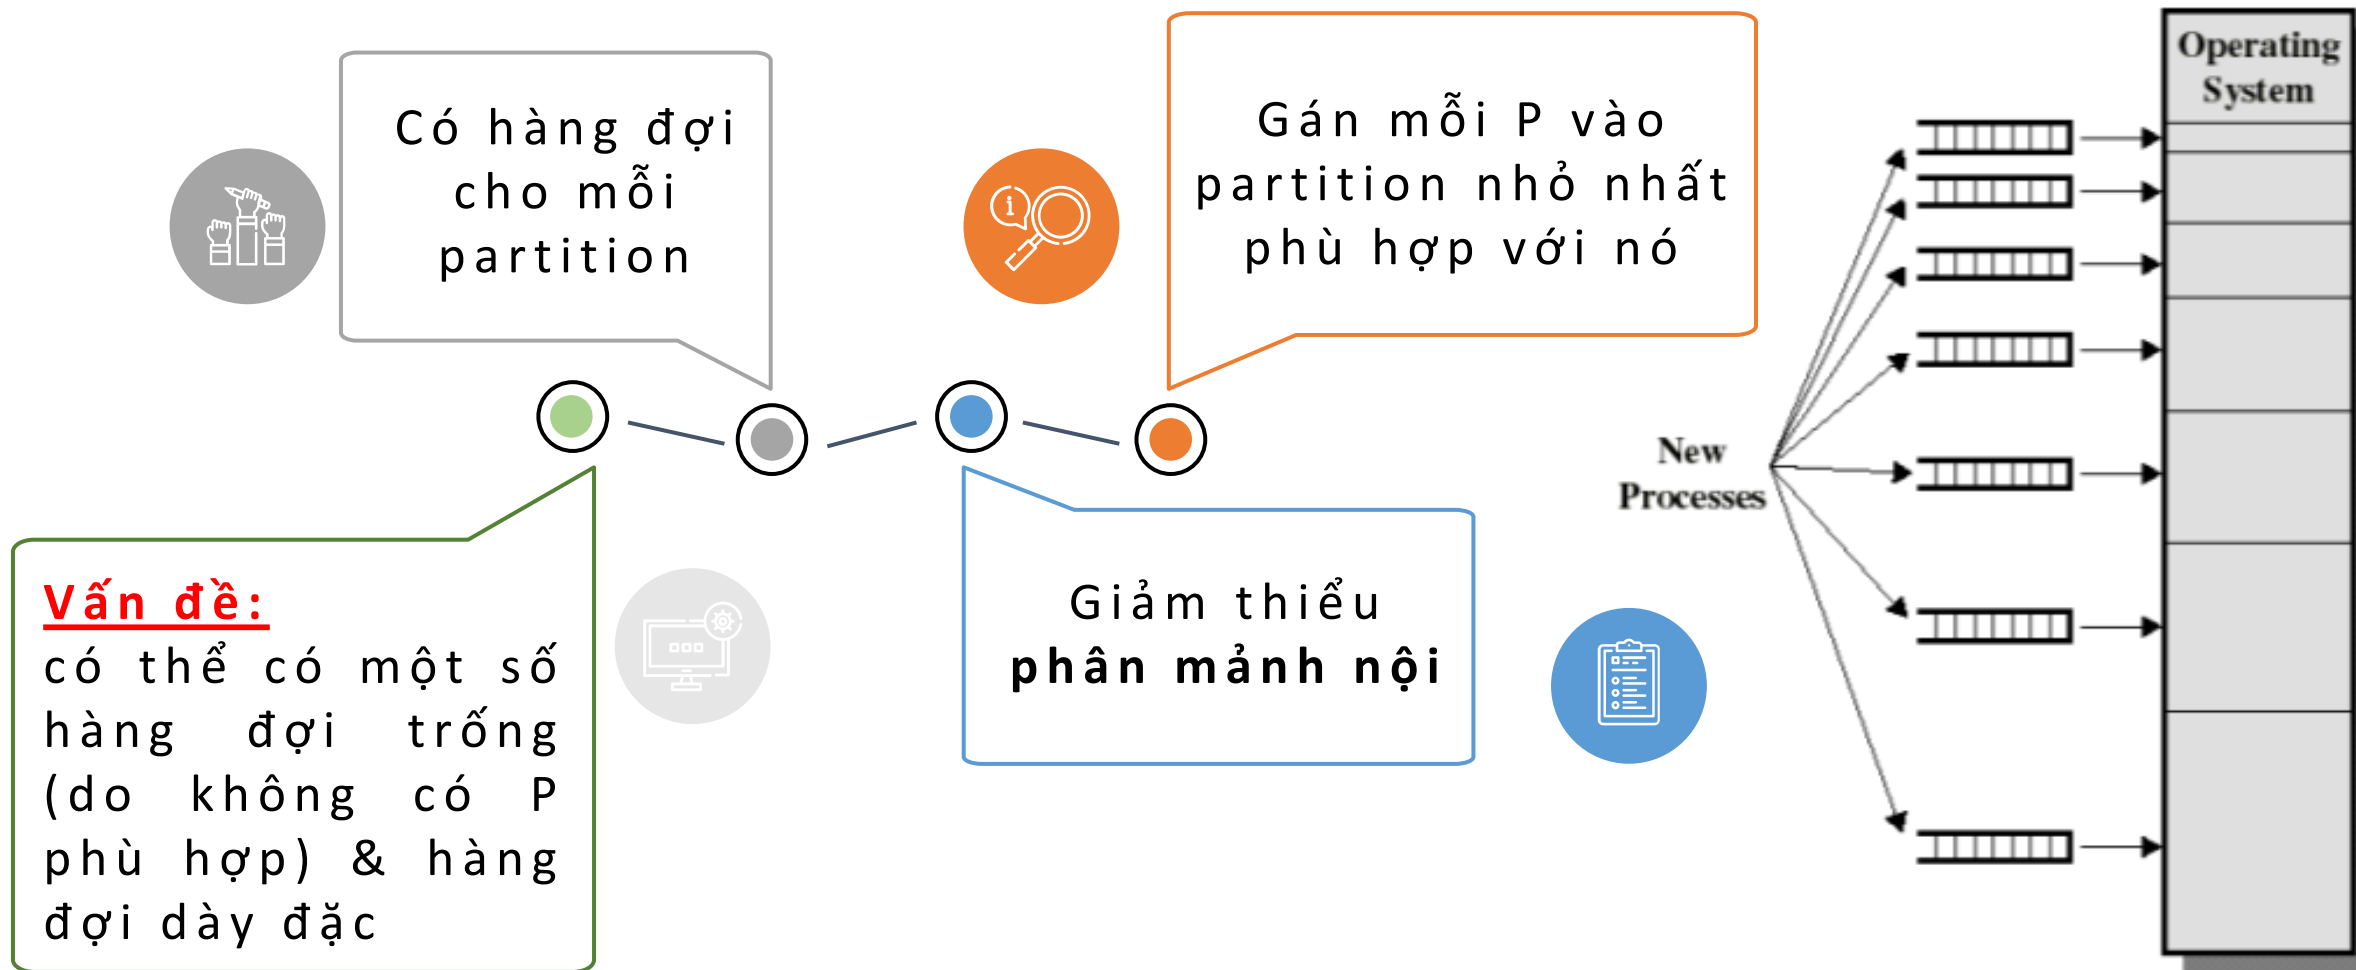 Có hàng đợi
cho mỗi
partition
Gán mỗi P vào
partition nhỏ nhất
phù hợp với nó
Vấn đề:
có thể có một số
hàng đợi trống
(do không có P
phù hợp) & hàng
đợi dày đặc
Giảm thiểu
phân mảnh nội
i
New
Processes
Operating
System